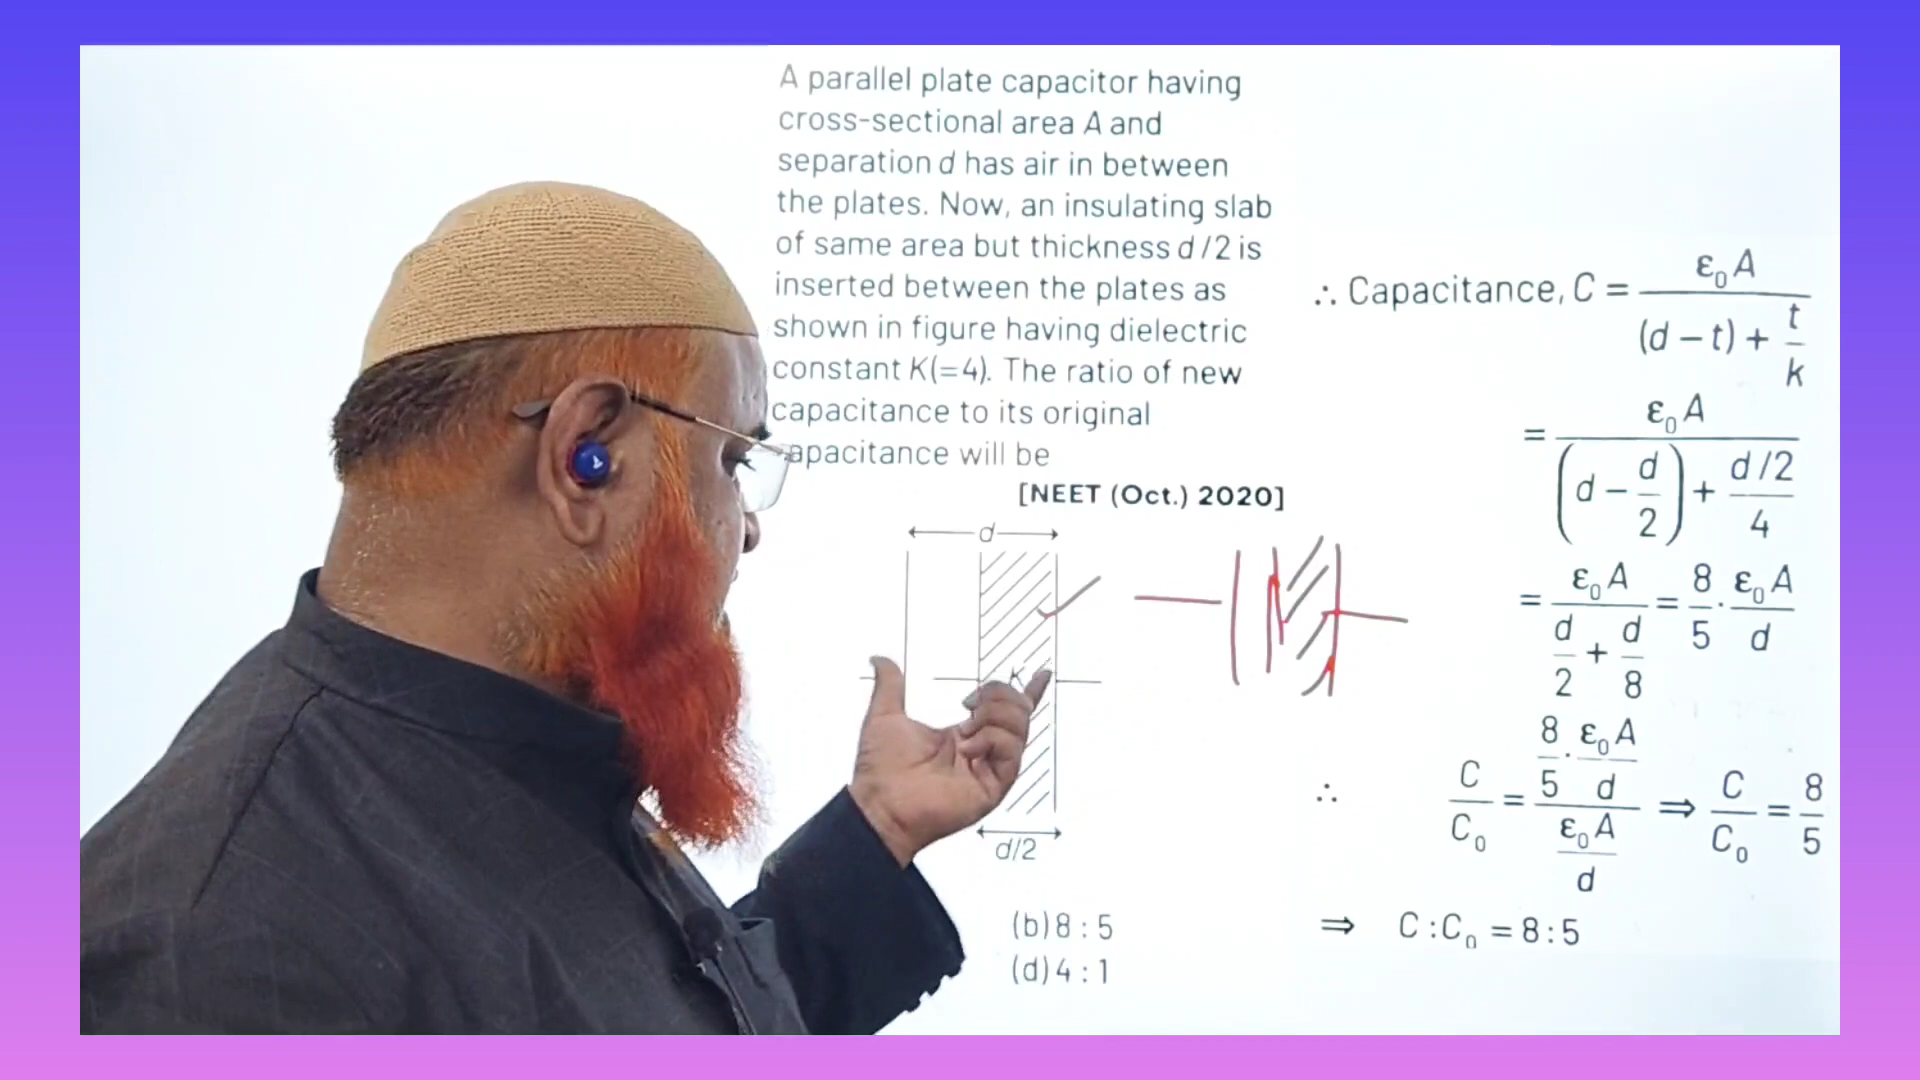 A parallel plate capacitor having
cross-sectional area A and
separation d has air in between
the plates. Now, an insulating slab
of same area but thickness d/2 is
inserted between the plates as
shown in figure having dielectric
constant K(=4). The ratio of new
capacitance to its original
apacitance will be
[NEET (Oct.) 2020]
d
K
d/2
(b) 8 : 5
(d) 4 : 1
∴ Capacitance, C = ε₀A / ((d – t) + t/k)
= ε₀A / ((d – d/2) + (d/2)/4)
= ε₀A / (d/2 + d/8) = 8/5 · ε₀A/d
∴ C/C₀ = (8/5 · ε₀A/d) / (ε₀A/d) ⇒ C/C₀ = 8/5
⇒ C : C₀ = 8 : 5